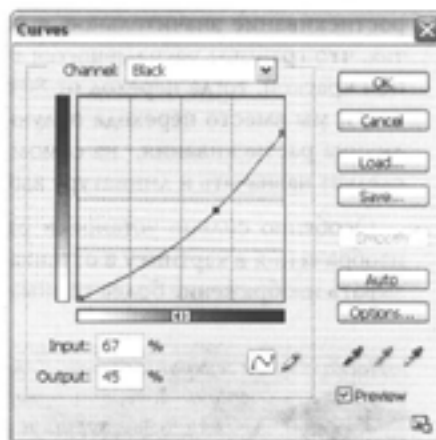 Curves
Channel: Black
OK
Cancel
Load...
Save...
Smooth
Auto
Options...
Input: 67 %
Output: 45 %
Preview